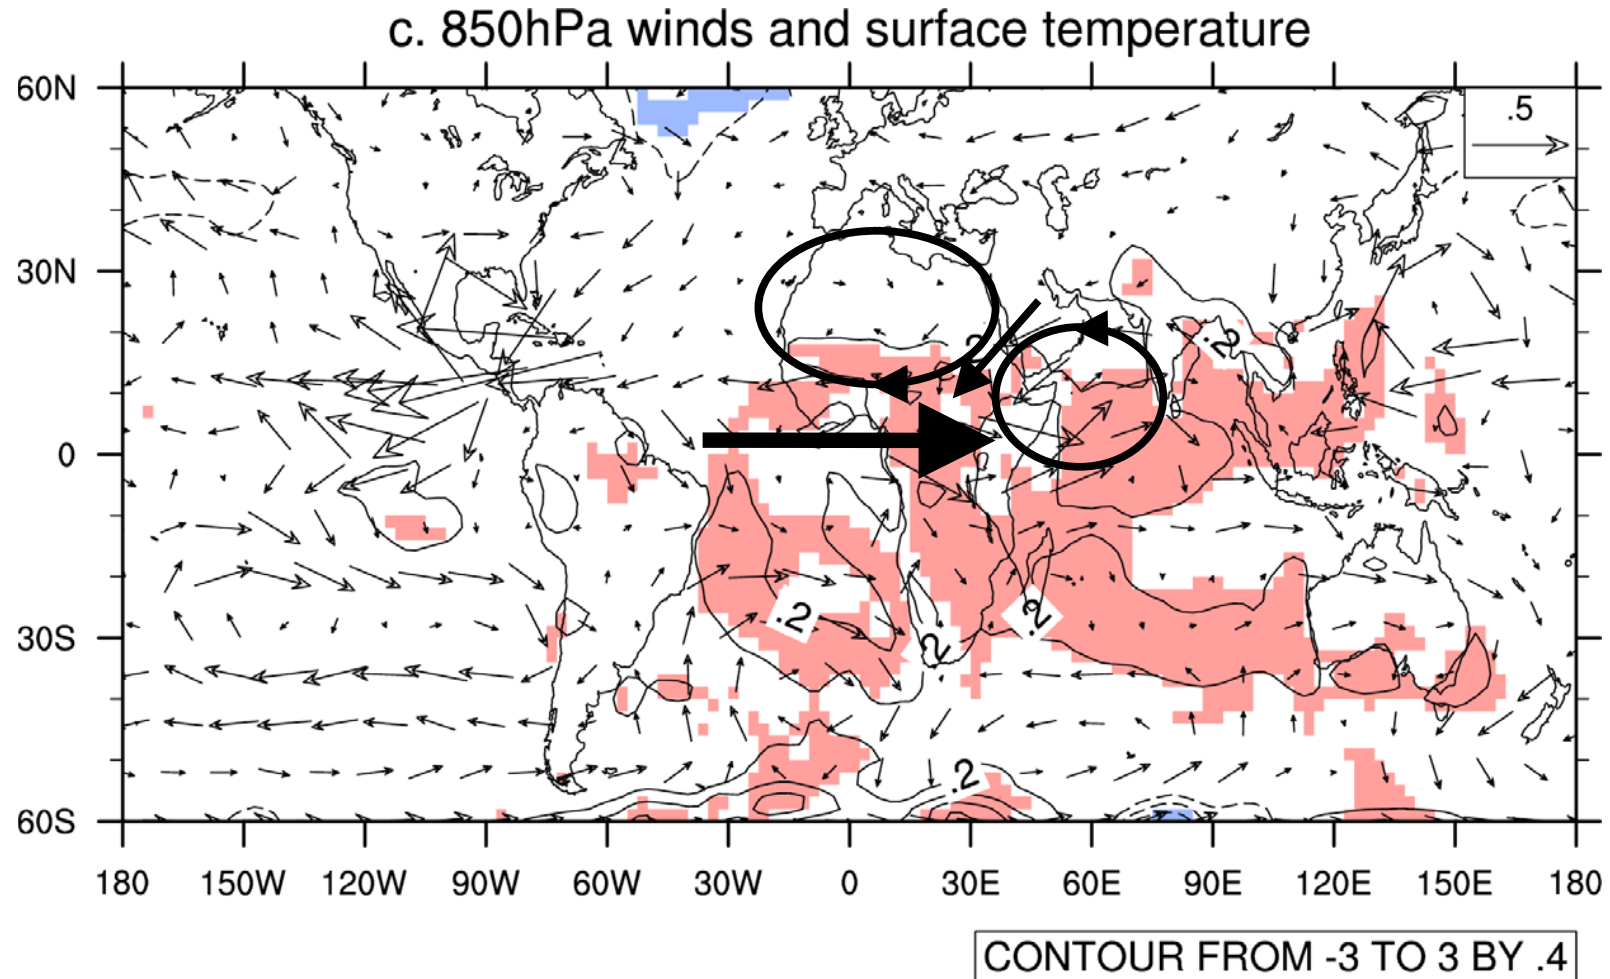 c. 850hPa winds and surface temperature
60N
.5
30N
.2
.2
0
.2
.2
.2
30S
.2
60S
180 150W 120W 90W 60W 30W 0 30E 60E 90E 120E 150E 180
CONTOUR FROM -3 TO 3 BY .4